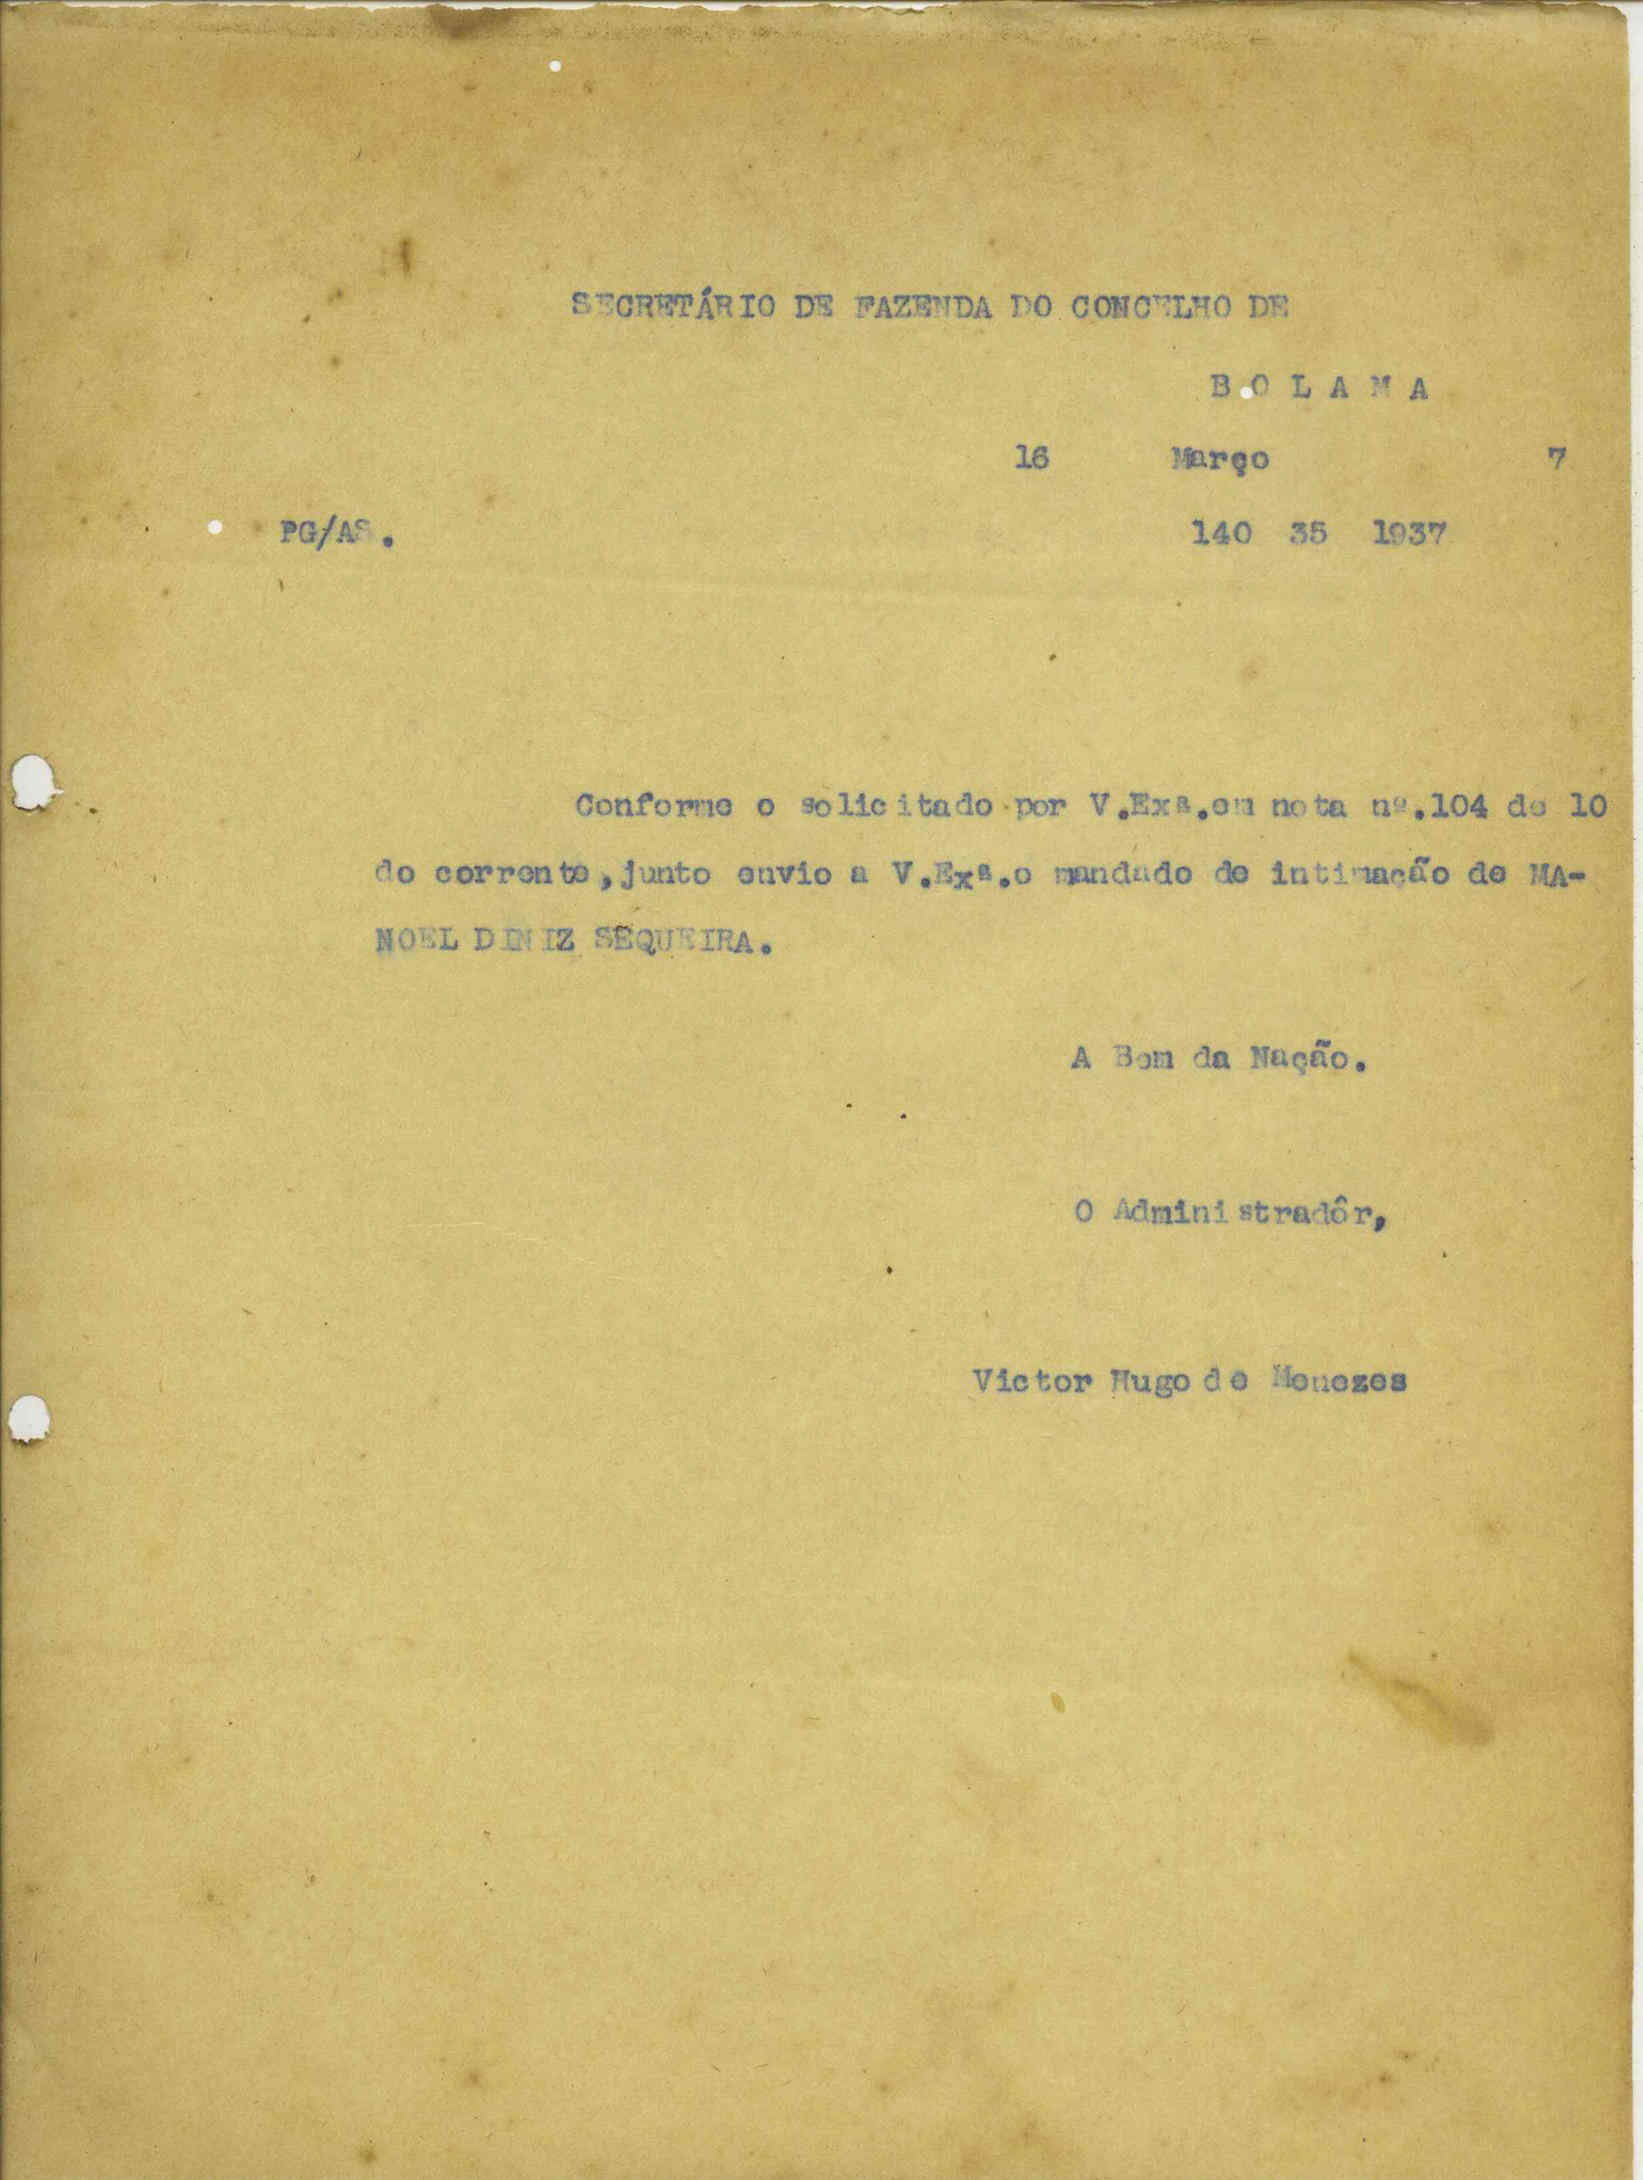 SECRETÁRIO DE FAZENDA DO CONCELHO DE
B O L A M A
16 Março 7
PG/AS. 140 35 1937
Conforme o solicitado por V.Exª.em nota nº.104 de 10
do corrente,junto envio a V.Exª.o mandado de intimação de MA-
NOEL DINIZ SEQUEIRA.
A Bem da Nação.
O Administradôr,
Victor Hugo de Menezes